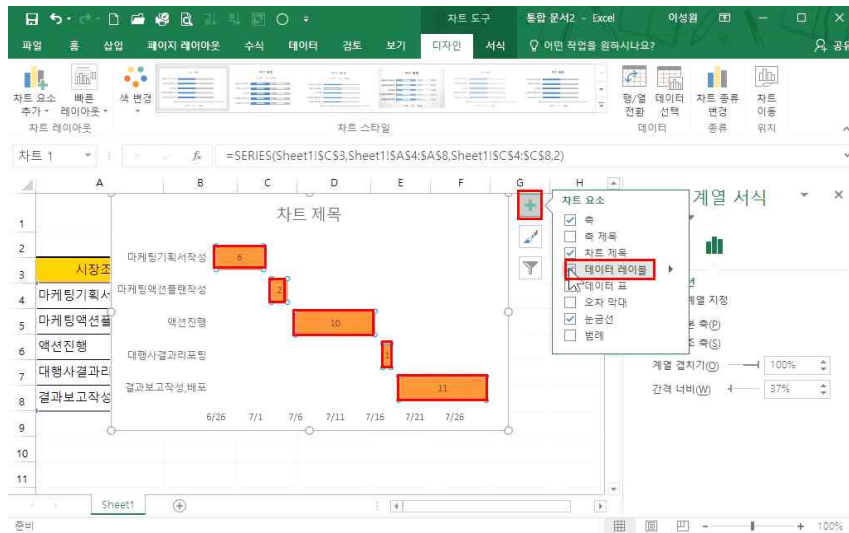 차트 도구 통합 문서2 - Excel 이성원
파일 홈 삽입 페이지 레이아웃 수식 데이터 검토 보기 디자인 서식 어떤 작업을 원하시나요? 공유
차트 요소 추가 빠른 레이아웃 색 변경 행/열 전환 데이터 선택 차트 종류 변경 차트 이동
차트 레이아웃 차트 스타일 데이터 종류 위치
차트 1 fx =SERIES(Sheet1!$C$3,Sheet1!$A$4:$A$8,Sheet1!$C$4:$C$8,2)
A B C D E F G H
계열 서식
차트 요소
축
축 제목
차트 제목
데이터 레이블
데이터 표
오차 막대
눈금선
범례
차트 제목
1
2
3 시장조
4 마케팅기획서
5 마케팅액션플
6 액션진행
7 대행사결과리
8 결과보고작성
9
10
11
마케팅기획서작성 6
마케팅액션플랜작성 2
액션진행 10
대행사결과리포팅 1
결과보고작성,배포 11
6/26 7/1 7/6 7/11 7/16 7/21 7/26
계열 지정
축(P)
축(S)
계열 겹치기(O) 100%
간격 너비(W) 37%
Sheet1
준비 100%